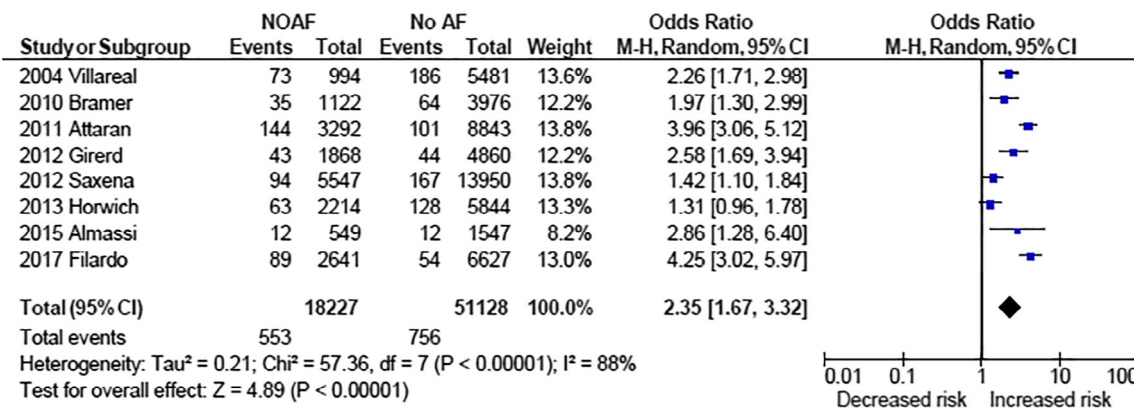 NOAF No AF Odds Ratio Odds Ratio
Study or Subgroup Events Total Events Total Weight M-H, Random, 95% CI M-H, Random, 95% CI
2004 Villareal 73 994 186 5481 13.6% 2.26 [1.71, 2.98]
2010 Bramer 35 1122 64 3976 12.2% 1.97 [1.30, 2.99]
2011 Attaran 144 3292 101 8843 13.8% 3.96 [3.06, 5.12]
2012 Girerd 43 1868 44 4860 12.2% 2.58 [1.69, 3.94]
2012 Saxena 94 5547 167 13950 13.8% 1.42 [1.10, 1.84]
2013 Horwich 63 2214 128 5844 13.3% 1.31 [0.96, 1.78]
2015 Almassi 12 549 12 1547 8.2% 2.86 [1.28, 6.40]
2017 Filardo 89 2641 54 6627 13.0% 4.25 [3.02, 5.97]
Total (95% CI) 18227 51128 100.0% 2.35 [1.67, 3.32]
Total events 553 756
Heterogeneity: Tau² = 0.21; Chi² = 57.36, df = 7 (P < 0.00001); I² = 88%
Test for overall effect: Z = 4.89 (P < 0.00001)
0.01 0.1 1 10 100
Decreased risk Increased risk